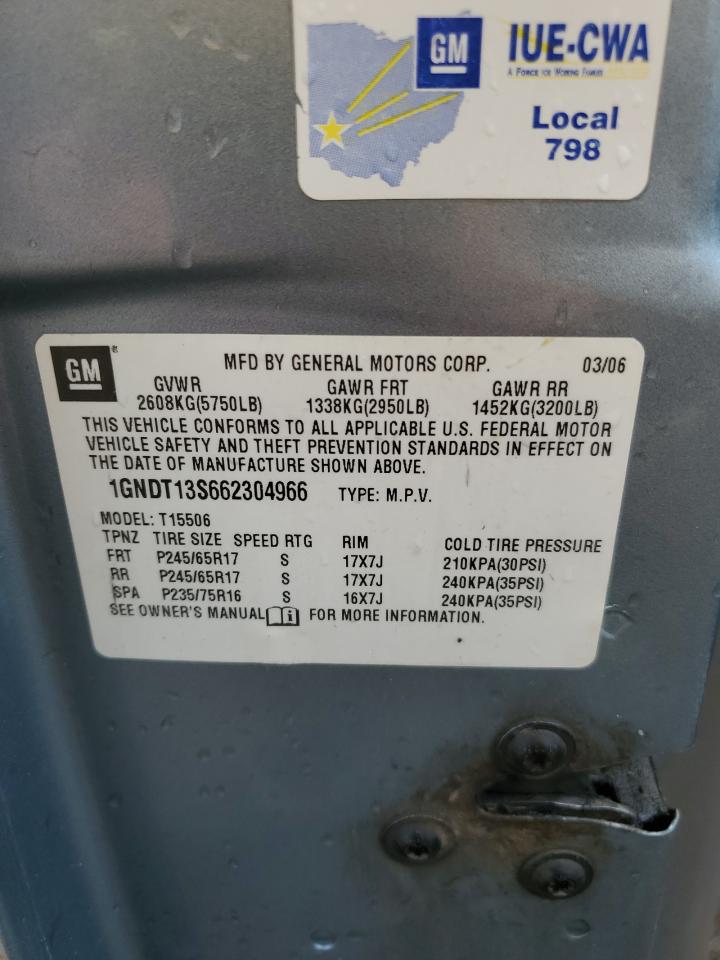 GM IUE-CWA
A FORCE FOR WORKING FAMILIES
Local
798
GM® MFD BY GENERAL MOTORS CORP. 03/06
GVWR GAWR FRT GAWR RR
2608KG(5750LB) 1338KG(2950LB) 1452KG(3200LB)
THIS VEHICLE CONFORMS TO ALL APPLICABLE U.S. FEDERAL MOTOR
VEHICLE SAFETY AND THEFT PREVENTION STANDARDS IN EFFECT ON
THE DATE OF MANUFACTURE SHOWN ABOVE.
1GNDT13S662304966 TYPE: M.P.V.
MODEL: T15506
TPNZ TIRE SIZE SPEED RTG RIM COLD TIRE PRESSURE
FRT P245/65R17 S 17X7J 210KPA(30PSI)
RR P245/65R17 S 17X7J 240KPA(35PSI)
SPA P235/75R16 S 16X7J 240KPA(35PSI)
SEE OWNER'S MANUAL i FOR MORE INFORMATION.